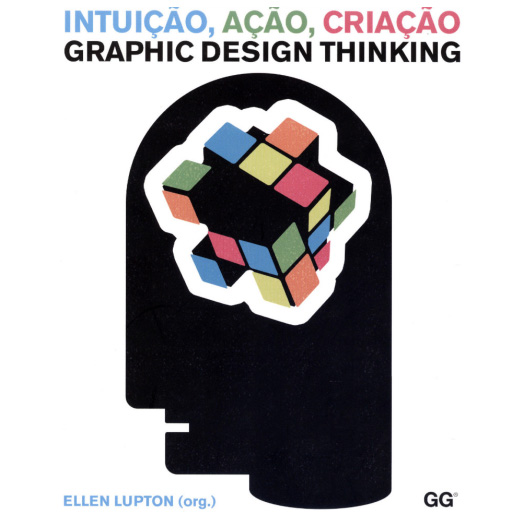 INTUIÇÃO, AÇÃO, CRIAÇÃO
GRAPHIC DESIGN THINKING
ELLEN LUPTON (org.)
GG®